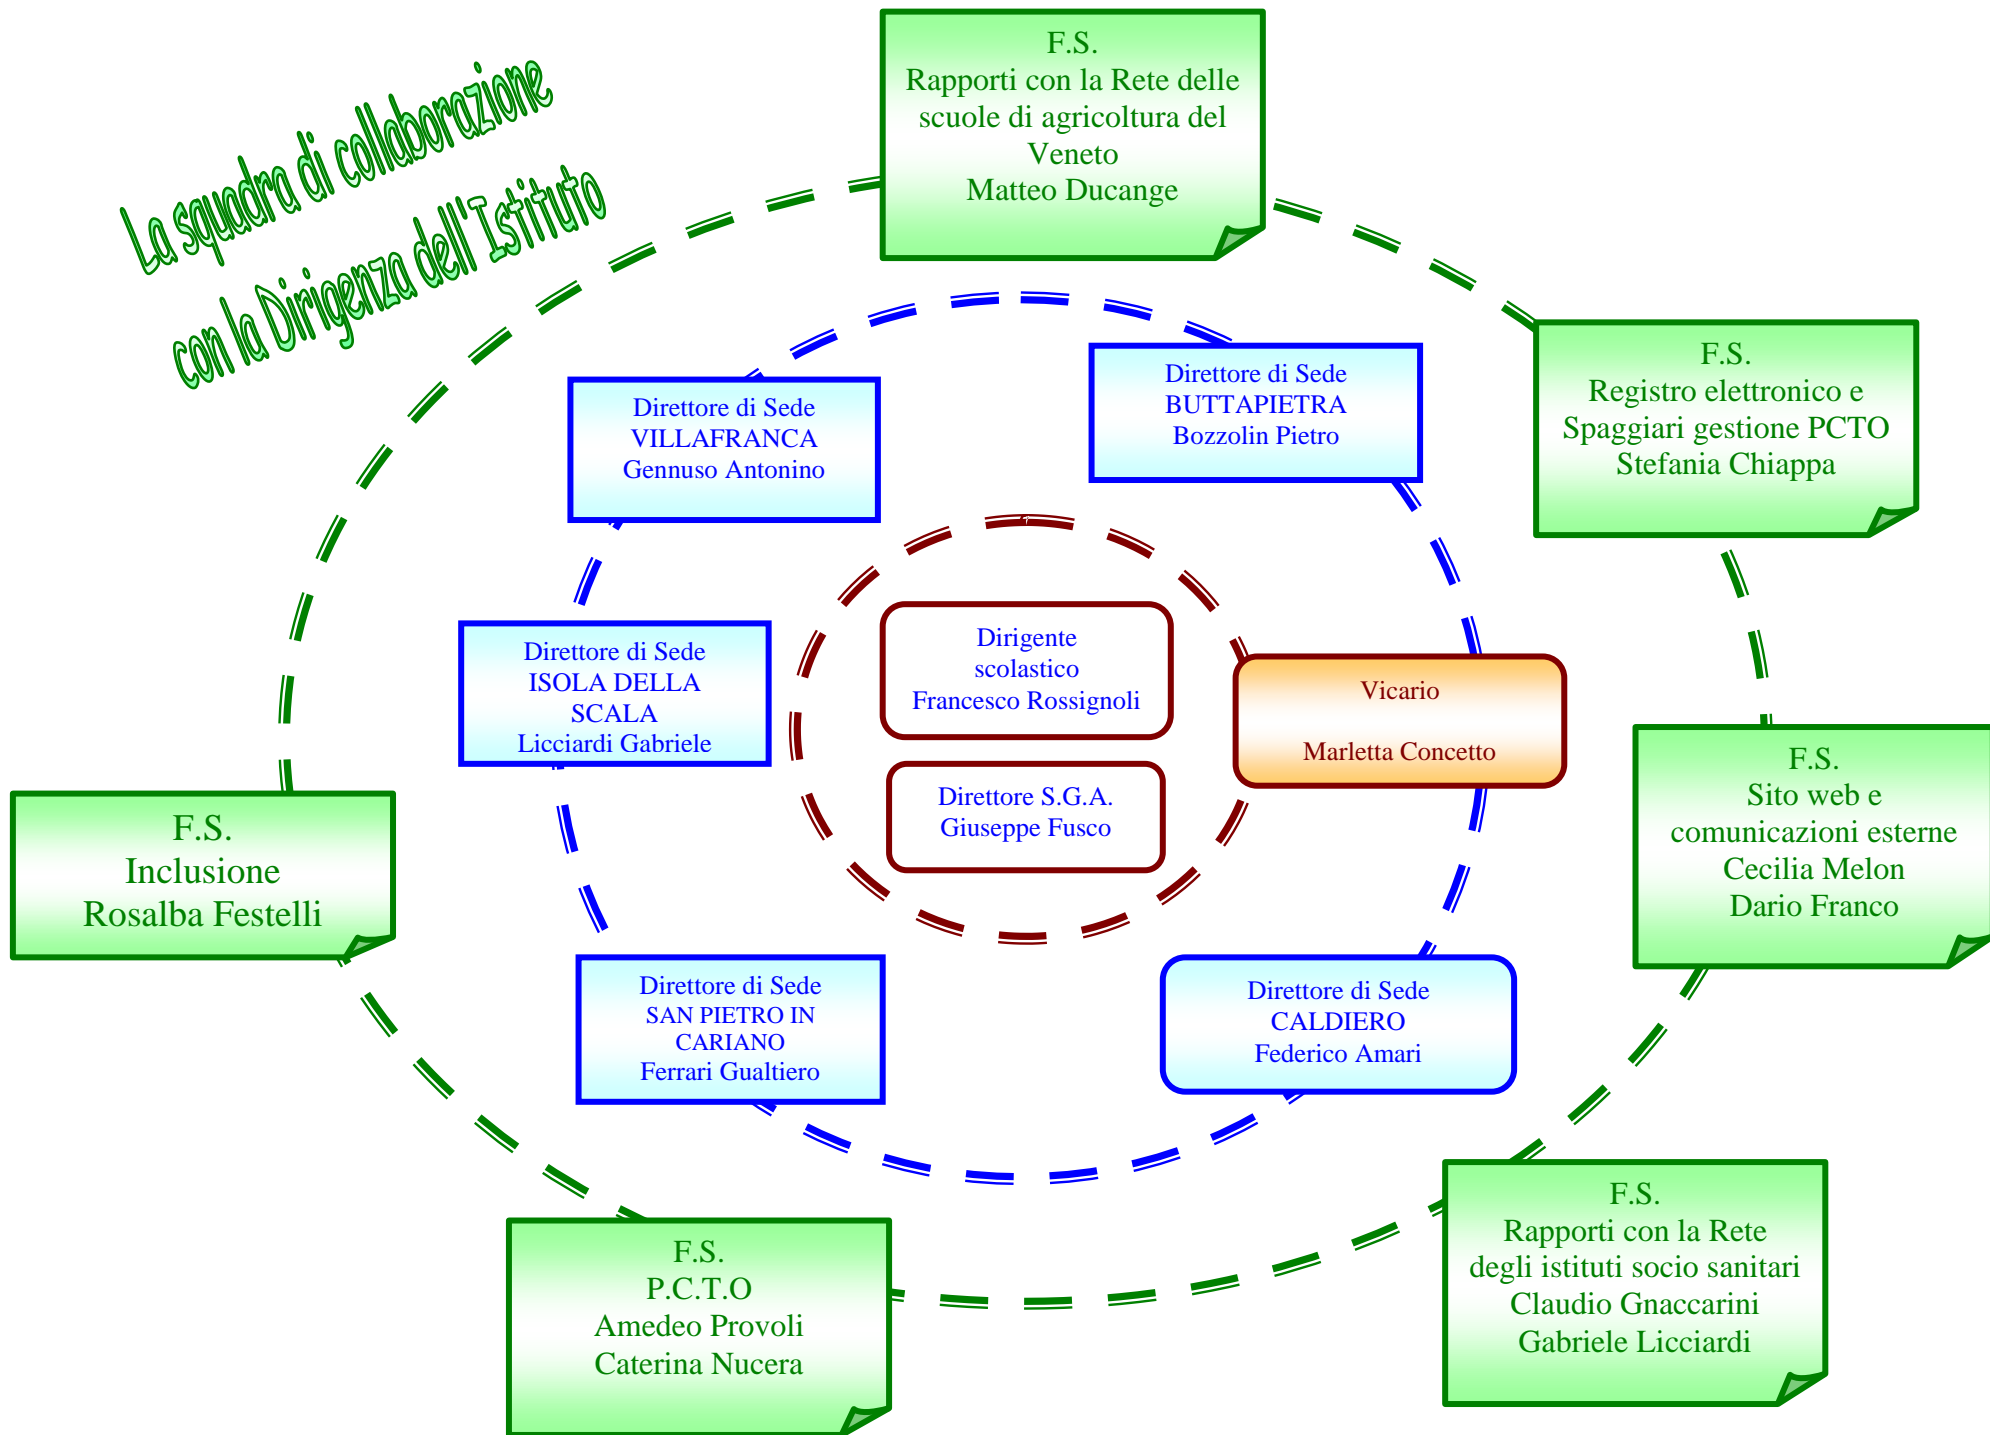 La squadra di collaborazione
con la Dirigenza dell'Istituto
F.S.
Rapporti con la Rete delle
scuole di agricoltura del
Veneto
Matteo Ducange
F.S.
Registro elettronico e
Spaggiari gestione PCTO
Stefania Chiappa
Direttore di Sede
VILLAFRANCA
Gennuso Antonino
Direttore di Sede
BUTTAPIETRA
Bozzolin Pietro
Direttore di Sede
ISOLA DELLA
SCALA
Licciardi Gabriele
Dirigente
scolastico
Francesco Rossignoli
Vicario
Marletta Concetto
Direttore S.G.A.
Giuseppe Fusco
F.S.
Sito web e
comunicazioni esterne
Cecilia Melon
Dario Franco
F.S.
Inclusione
Rosalba Festelli
Direttore di Sede
SAN PIETRO IN
CARIANO
Ferrari Gualtiero
Direttore di Sede
CALDIERO
Federico Amari
F.S.
P.C.T.O
Amedeo Provoli
Caterina Nucera
F.S.
Rapporti con la Rete
degli istituti socio sanitari
Claudio Gnaccarini
Gabriele Licciardi